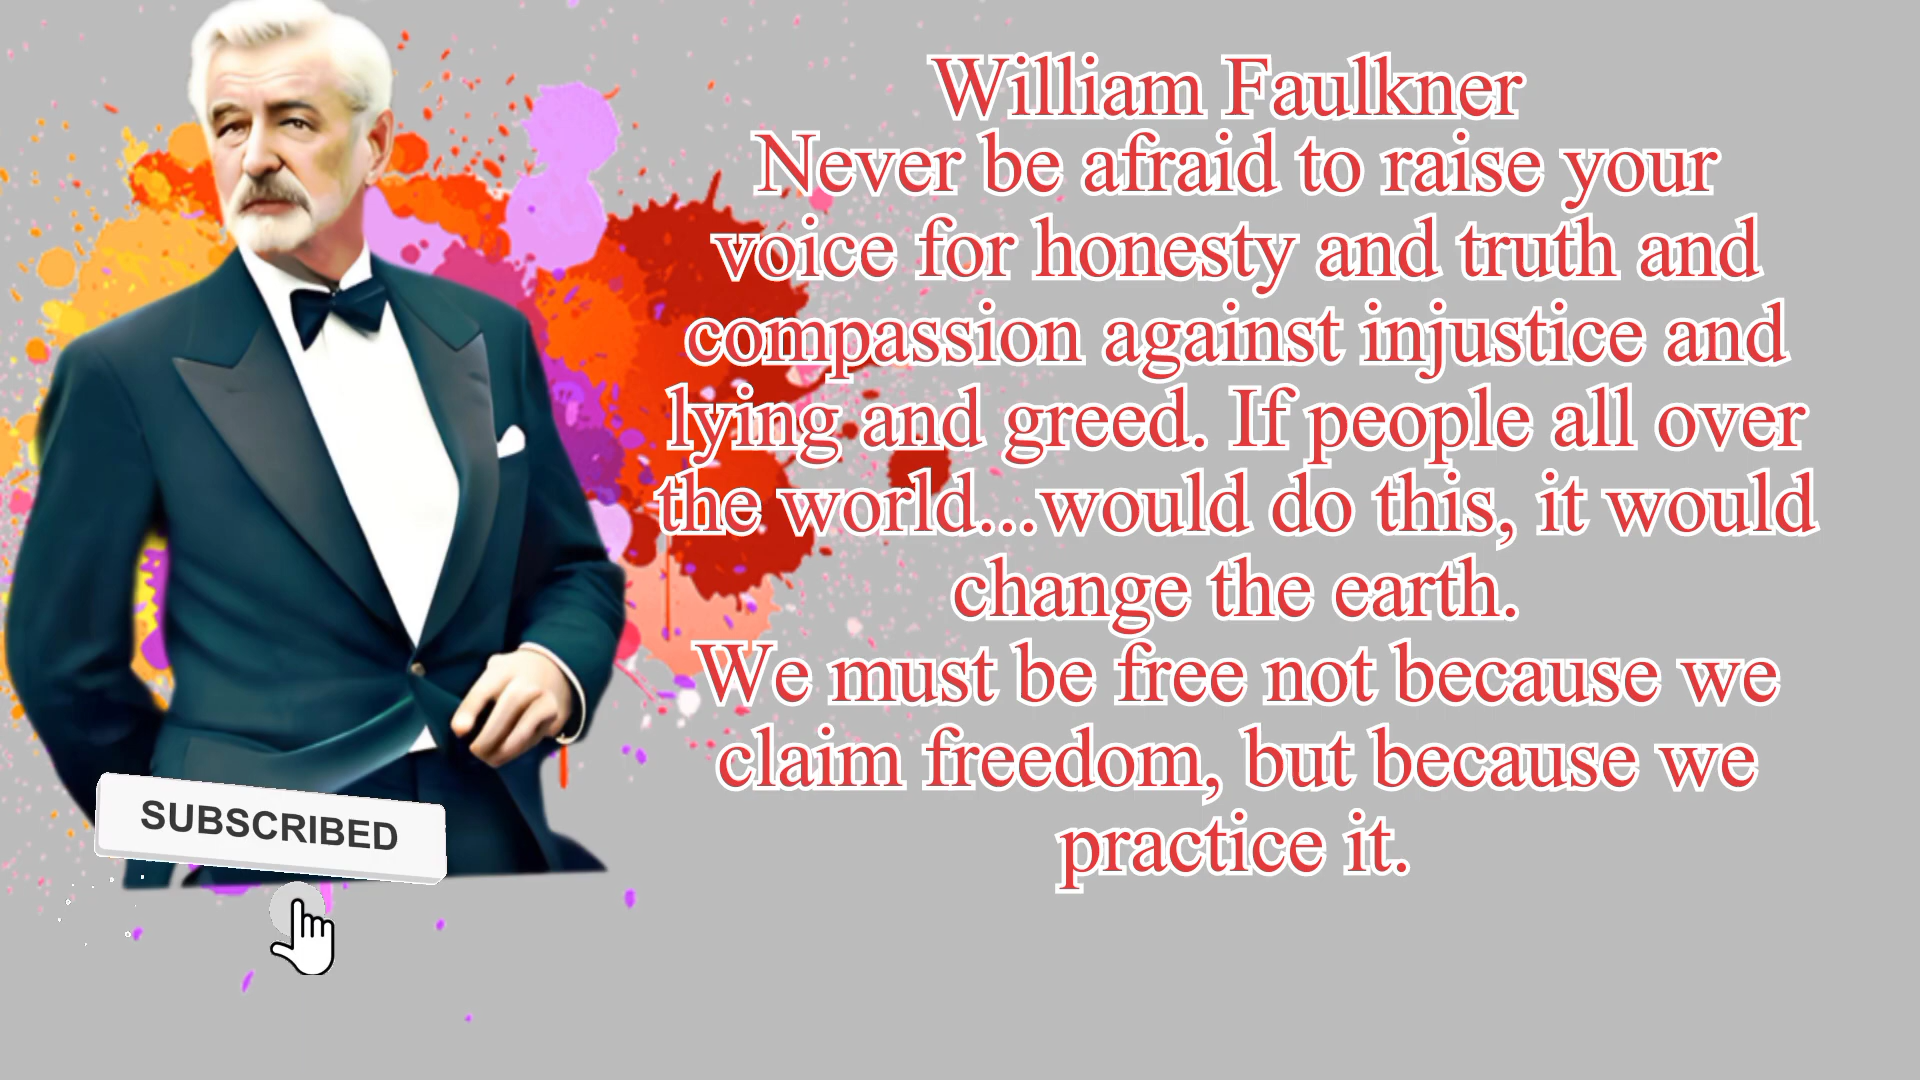 William Faulkner
Never be afraid to raise your
voice for honesty and truth and
compassion against injustice and
lying and greed. If people all over
the world...would do this, it would
change the earth.
We must be free not because we
claim freedom, but because we
practice it.
SUBSCRIBED